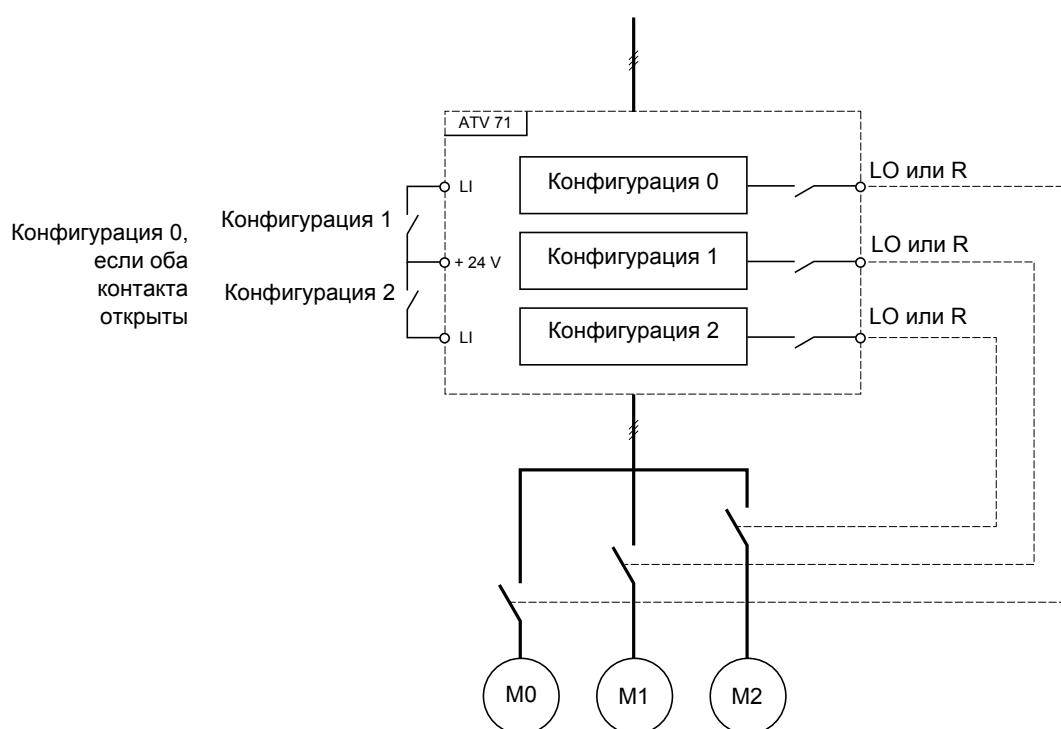 ATV 71
LI
Конфигурация 0
LO или R
Конфигурация 1
Конфигурация 0,
если оба
контакта
открыты
+ 24 V
Конфигурация 1
LO или R
Конфигурация 2
LI
Конфигурация 2
LO или R
M0
M1
M2